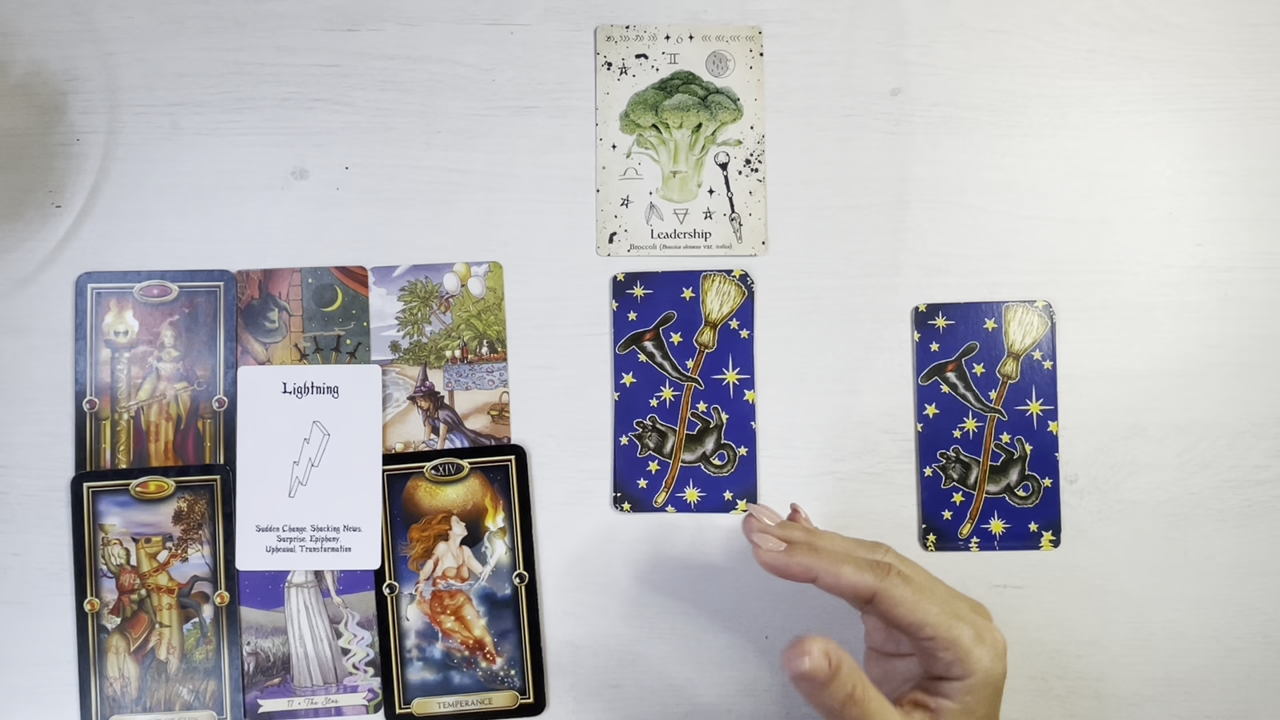 6
Leadership
Broccoli (Brassica oleracea var. italica)
Lightning
Sudden Change, Shocking News,
Surprise, Epiphany,
Upheaval, Transformation
XIV
17 • The Star
TEMPERANCE